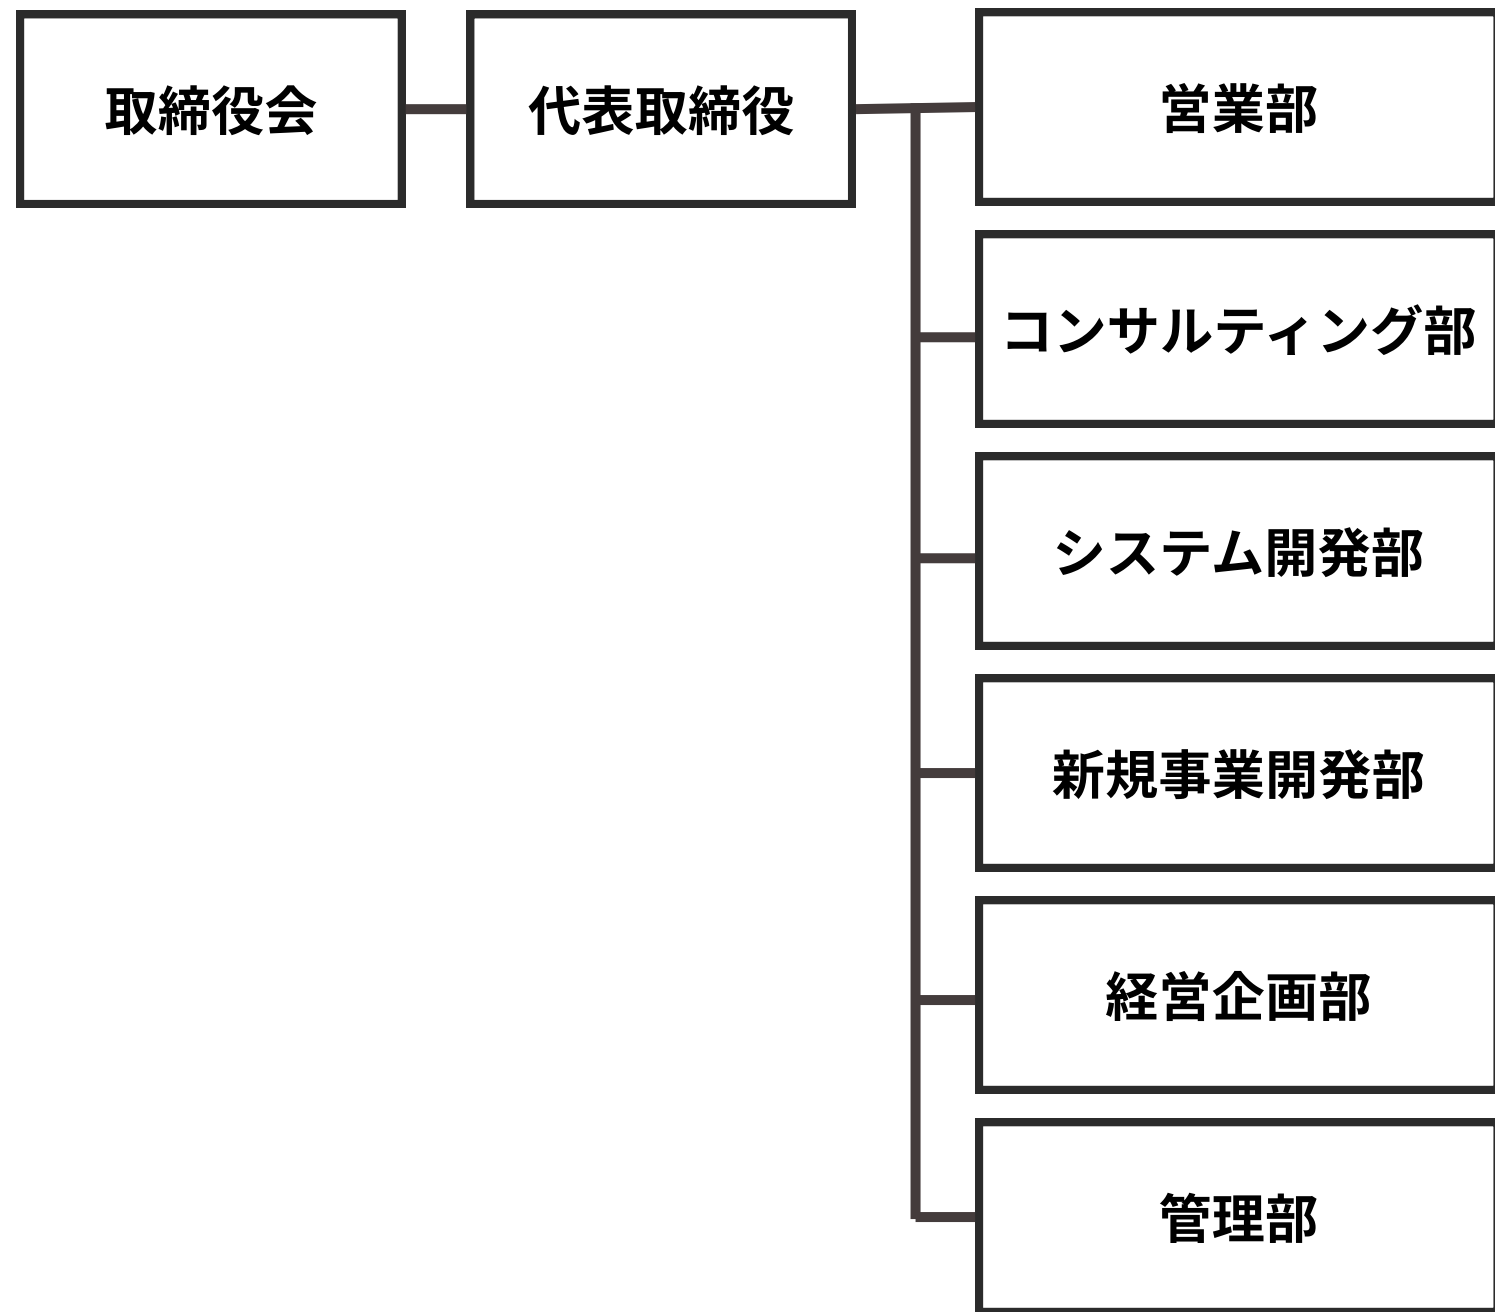 取締役会
代表取締役
営業部
コンサルティング部
システム開発部
新規事業開発部
経営企画部
管理部